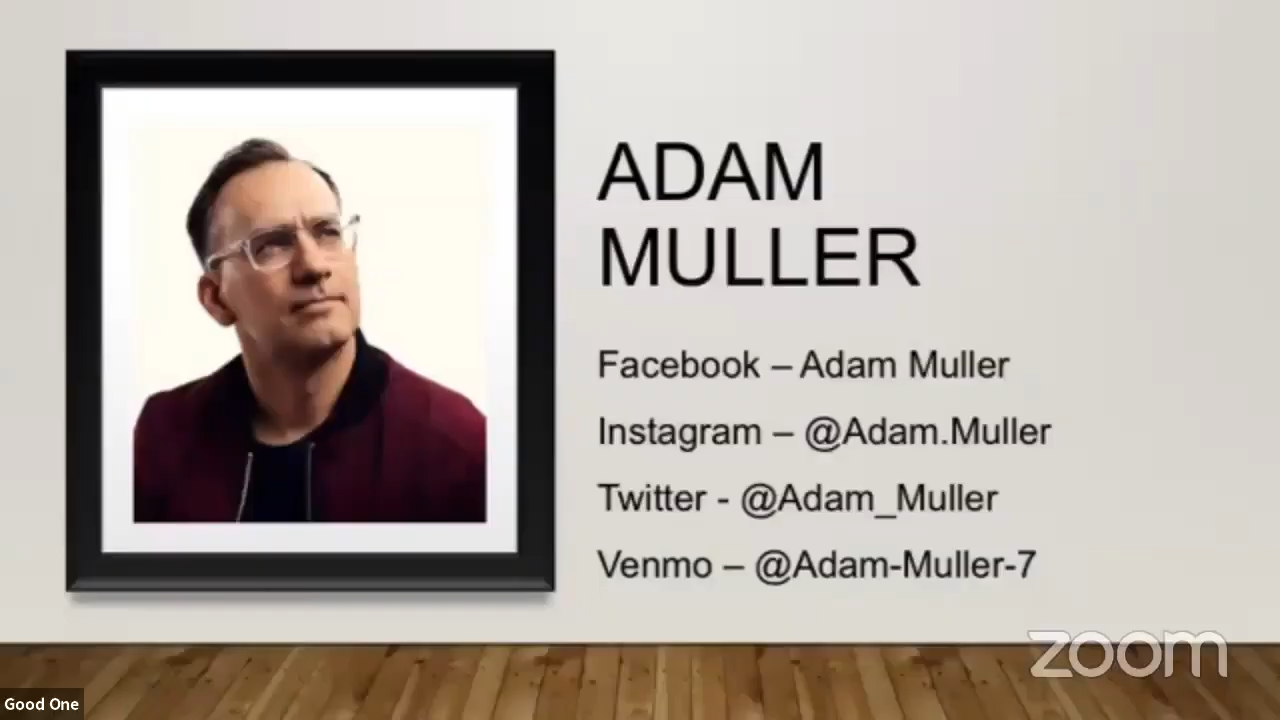 ADAM
MULLER
Facebook – Adam Muller
Instagram – @Adam.Muller
Twitter - @Adam_Muller
Venmo – @Adam-Muller-7
zoom
Good One